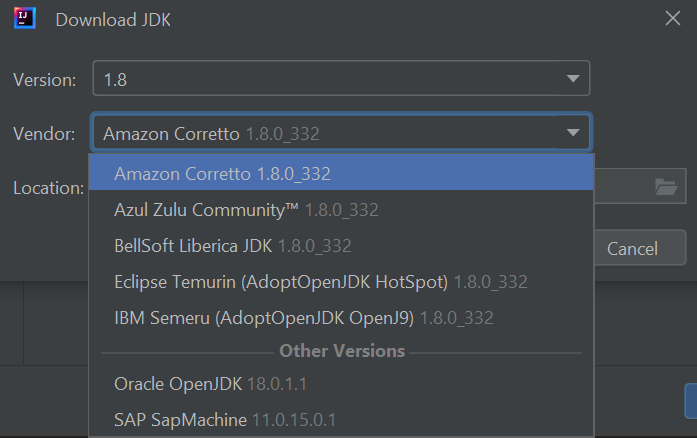 IJ
Download JDK
Version: 1.8
Vendor: Amazon Corretto 1.8.0_332
Amazon Corretto 1.8.0_332
Location:
Azul Zulu Community™ 1.8.0_332
BellSoft Liberica JDK 1.8.0_332
Cancel
Eclipse Temurin (AdoptOpenJDK HotSpot) 1.8.0_332
IBM Semeru (AdoptOpenJDK OpenJ9) 1.8.0_332
Other Versions
Oracle OpenJDK 18.0.1.1
SAP SapMachine 11.0.15.0.1